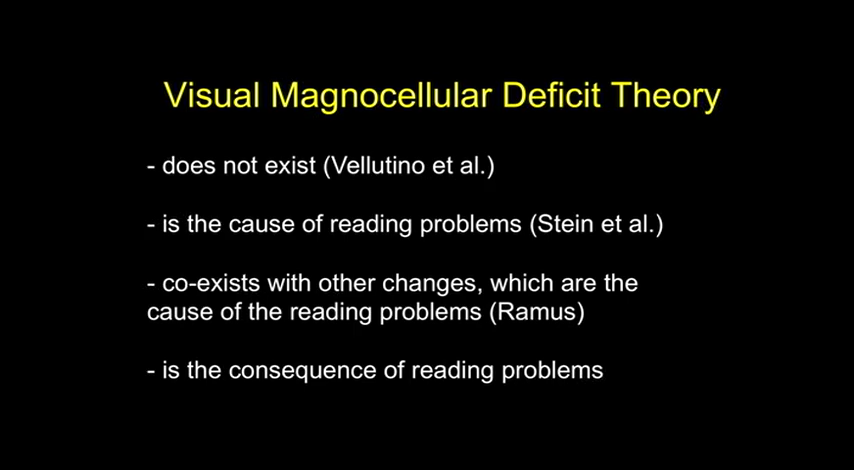 Visual Magnocellular Deficit Theory
- does not exist (Vellutino et al.)
- is the cause of reading problems (Stein et al.)
- co-exists with other changes, which are the
cause of the reading problems (Ramus)
- is the consequence of reading problems